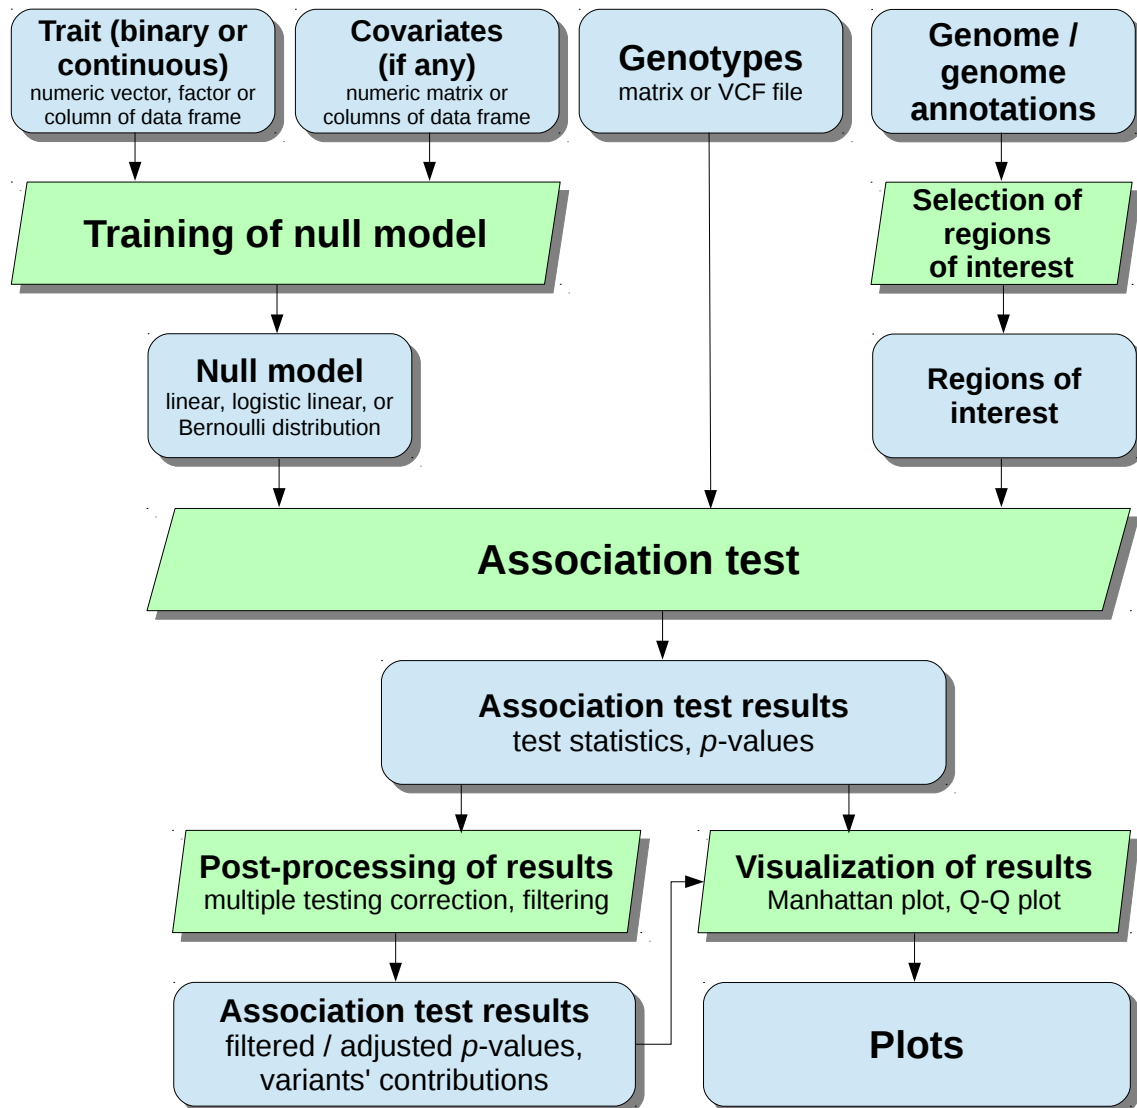 Trait (binary or
continuous)
numeric vector, factor or
column of data frame
Covariates
(if any)
numeric matrix or
columns of data frame
Genotypes
matrix or VCF file
Genome /
genome
annotations
Training of null model
Selection of
regions
of interest
Null model
linear, logistic linear, or
Bernoulli distribution
Regions of
interest
Association test
Association test results
test statistics, p-values
Post-processing of results
multiple testing correction, filtering
Visualization of results
Manhattan plot, Q-Q plot
Association test results
filtered / adjusted p-values,
variants' contributions
Plots